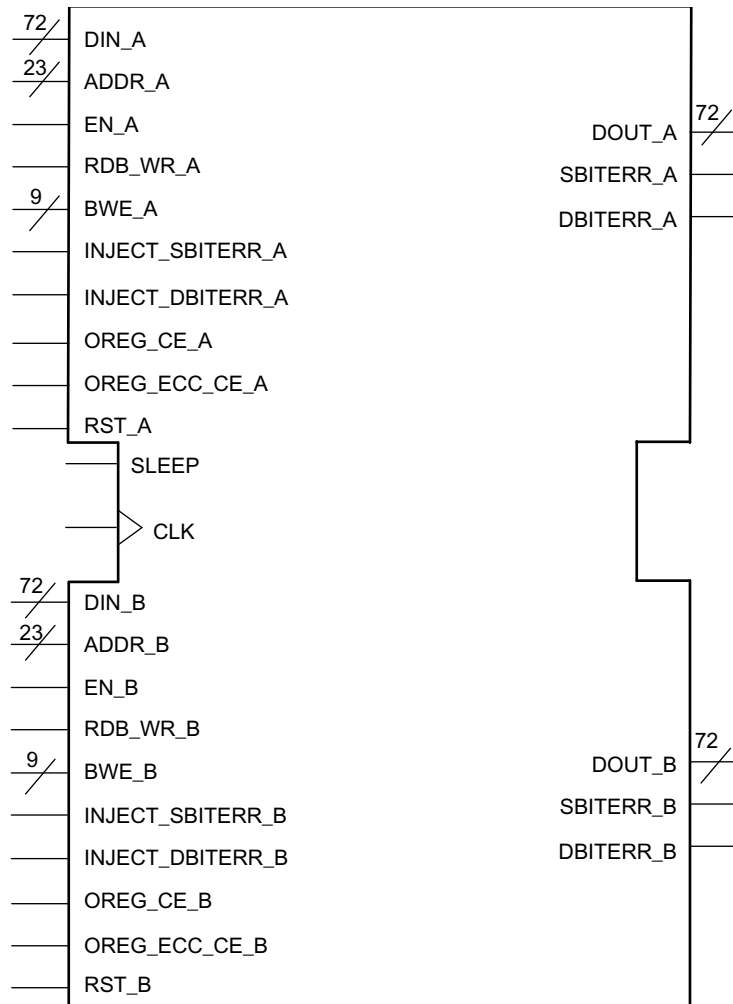 72
DIN_A
23
ADDR_A
EN_A
72
DOUT_A
RDB_WR_A
SBITERR_A
9
BWE_A
DBITERR_A
INJECT_SBITERR_A
INJECT_DBITERR_A
OREG_CE_A
OREG_ECC_CE_A
RST_A
SLEEP
CLK
72
DIN_B
23
ADDR_B
EN_B
RDB_WR_B
72
9
BWE_B
DOUT_B
INJECT_SBITERR_B
SBITERR_B
INJECT_DBITERR_B
DBITERR_B
OREG_CE_B
OREG_ECC_CE_B
RST_B